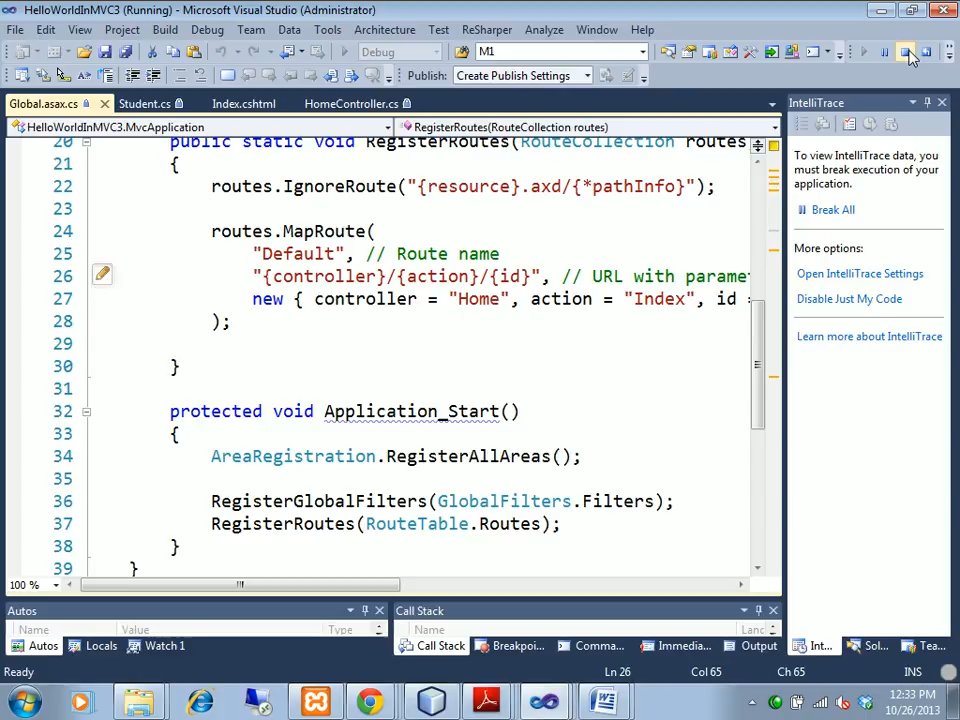 HelloWorldInMVC3 (Running) - Microsoft Visual Studio (Administrator)
File Edit View Project Build Debug Team Data Tools Architecture Test ReSharper Analyze Window Help
Debug M1
Publish: Create Publish Settings
Global.asax.cs Student.cs Index.cshtml HomeController.cs
HelloWorldInMVC3.MvcApplication RegisterRoutes(RouteCollection routes)
20 public static void RegisterRoutes(RouteCollection routes
21 {
22 routes.IgnoreRoute("{resource}.axd/{*pathInfo}");
23
24 routes.MapRoute(
25 "Default", // Route name
26 "{controller}/{action}/{id}", // URL with paramet
27 new { controller = "Home", action = "Index", id =
28 );
29
30 }
31
32 protected void Application_Start()
33 {
34 AreaRegistration.RegisterAllAreas();
35
36 RegisterGlobalFilters(GlobalFilters.Filters);
37 RegisterRoutes(RouteTable.Routes);
38 }
39 }
100 %
IntelliTrace
To view IntelliTrace data, you
must break execution of your
application.
Break All
More options:
Open IntelliTrace Settings
Disable Just My Code
Learn more about IntelliTrace
Autos
Name Value Type
Autos Locals Watch 1
Call Stack
Name Lanc
Call Stack Breakpoi... Comma... Immedia... Output
Int... Sol... Tea...
Ready Ln 26 Col 65 Ch 65 INS
12:33 PM
10/26/2013